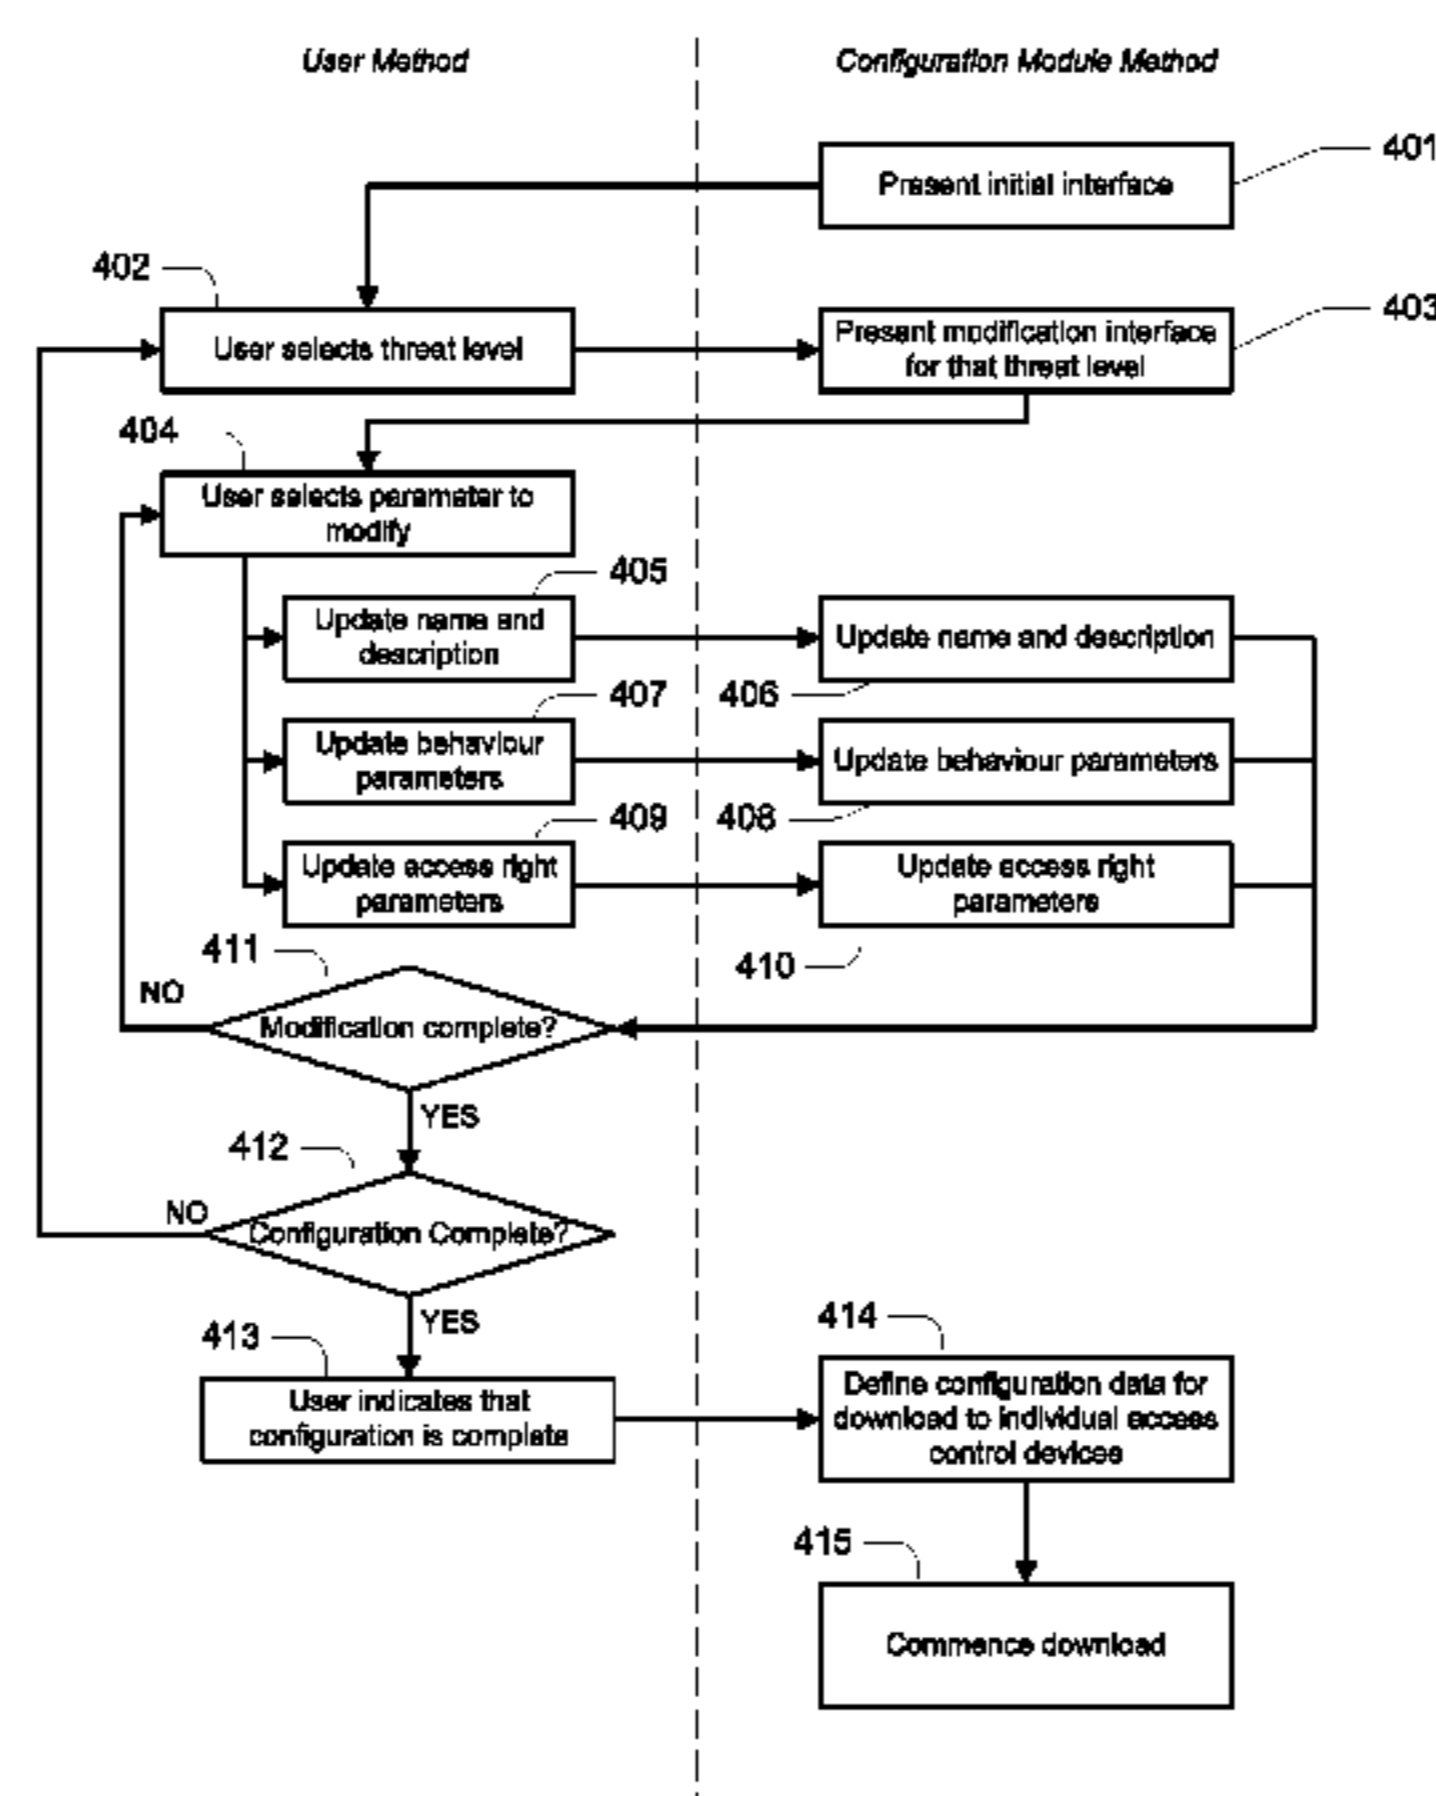 User Method
Configuration Module Method
401
Present initial interface
402
403
User selects threat level
Present modification interface
for that threat level
404
User selects parameter to
modify
405
Update name and
description
Update name and description
406
407
Update behaviour
parameters
Update behaviour parameters
408
409
Update access right
parameters
Update access right
parameters
410
411
NO
Modification complete?
YES
412
NO
Configuration Complete?
YES
413
User indicates that
configuration is complete
414
Define configuration data for
download to individual access
control devices
415
Commence download